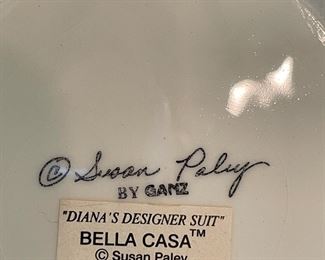 © Susan Paley
BY GANZ
"DIANA'S DESIGNER SUIT"
BELLA CASA™
© Susan Paley